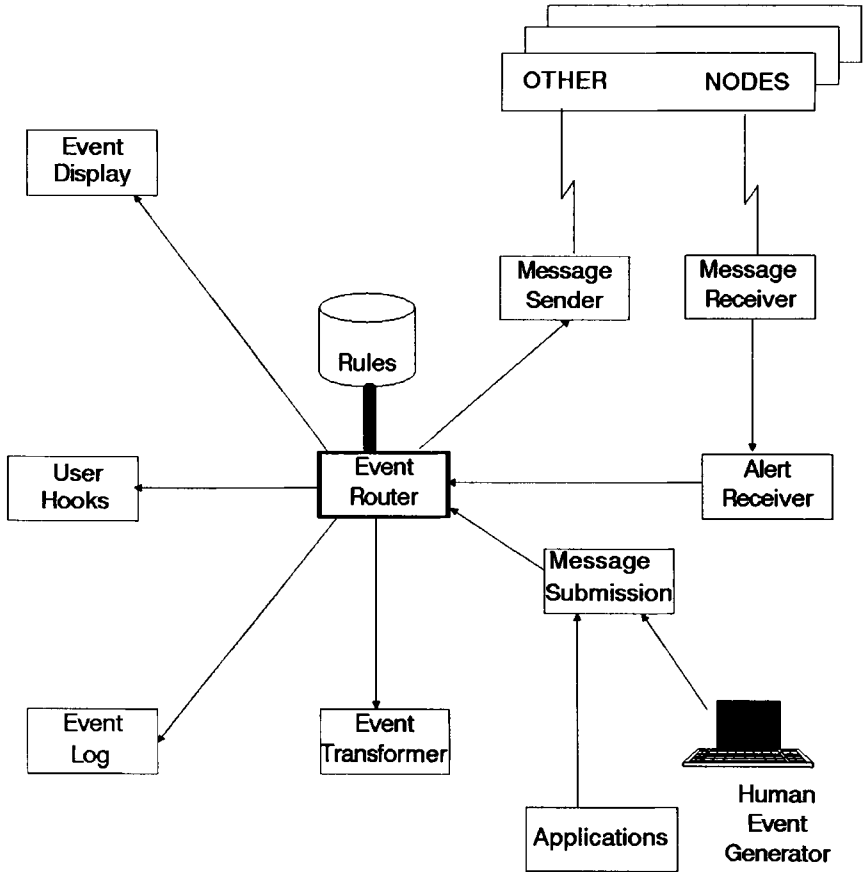 OTHER NODES
Event
Display
Message
Sender
Message
Receiver
Rules
User
Hooks
Event
Router
Alert
Receiver
Message
Submission
Event
Log
Event
Transformer
Applications
Human
Event
Generator